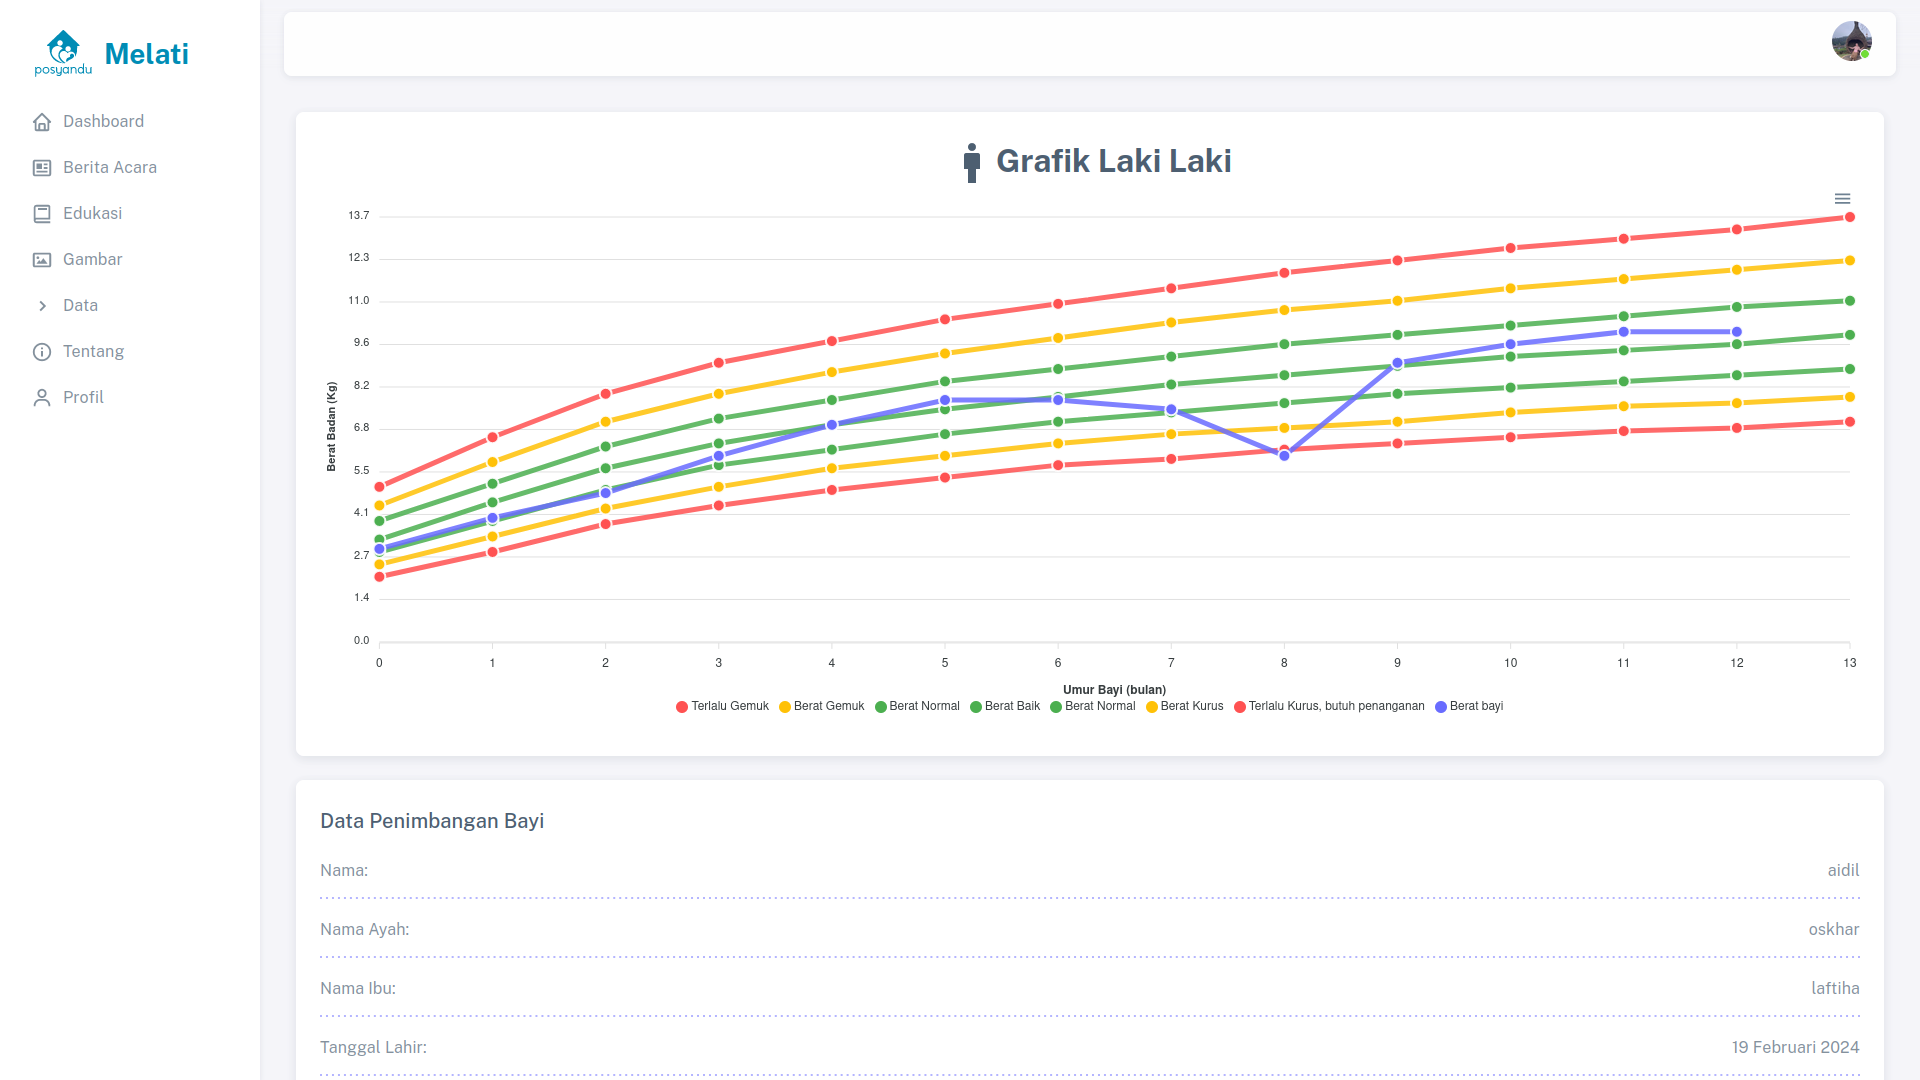 posyandu
Melati
Dashboard
Berita Acara
Edukasi
Gambar
Data
Tentang
Profil
Grafik Laki Laki
13.7
12.3
11.0
9.6
8.2
6.8
5.5
4.1
2.7
1.4
0.0
Berat Badan (Kg)
0 1 2 3 4 5 6 7 8 9 10 11 12 13
Umur Bayi (bulan)
Terlalu Gemuk Berat Gemuk Berat Normal Berat Baik Berat Normal Berat Kurus Terlalu Kurus, butuh penanganan Berat bayi
Data Penimbangan Bayi
Nama: aidil
Nama Ayah: oskhar
Nama Ibu: laftiha
Tanggal Lahir: 19 Februari 2024